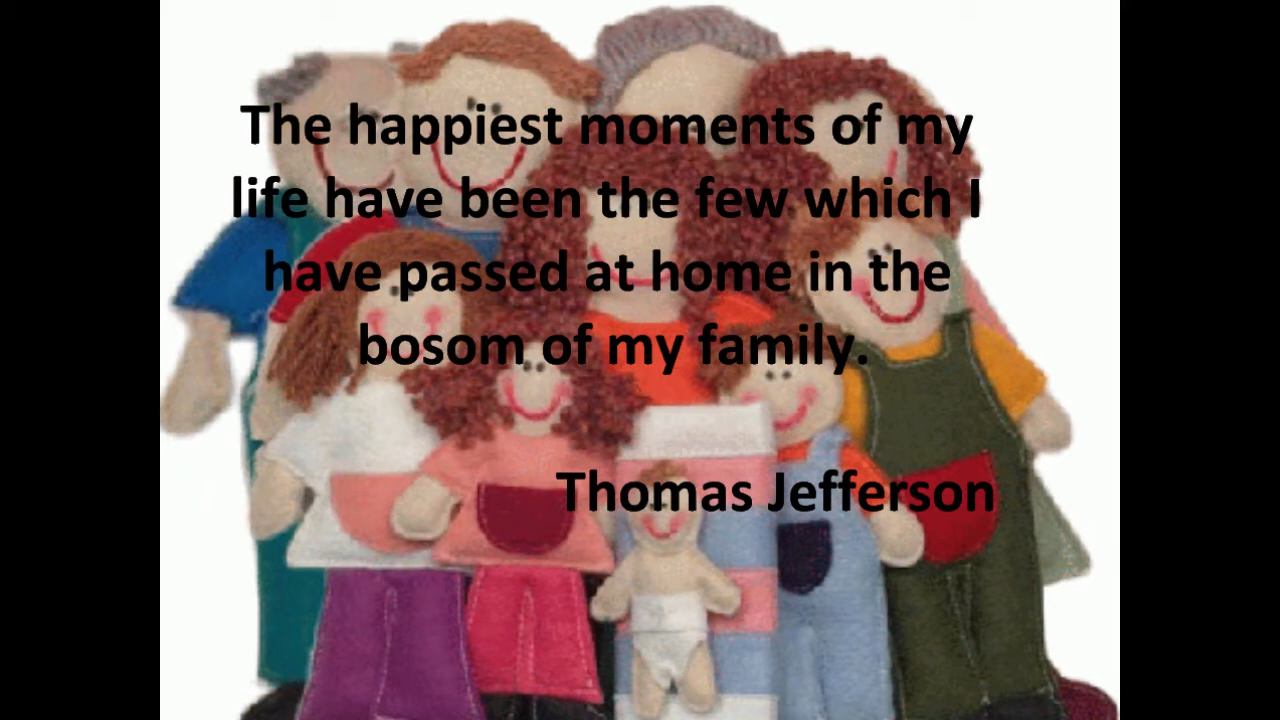 The happiest moments of my
life have been the few which I
have passed at home in the
bosom of my family.
Thomas Jefferson